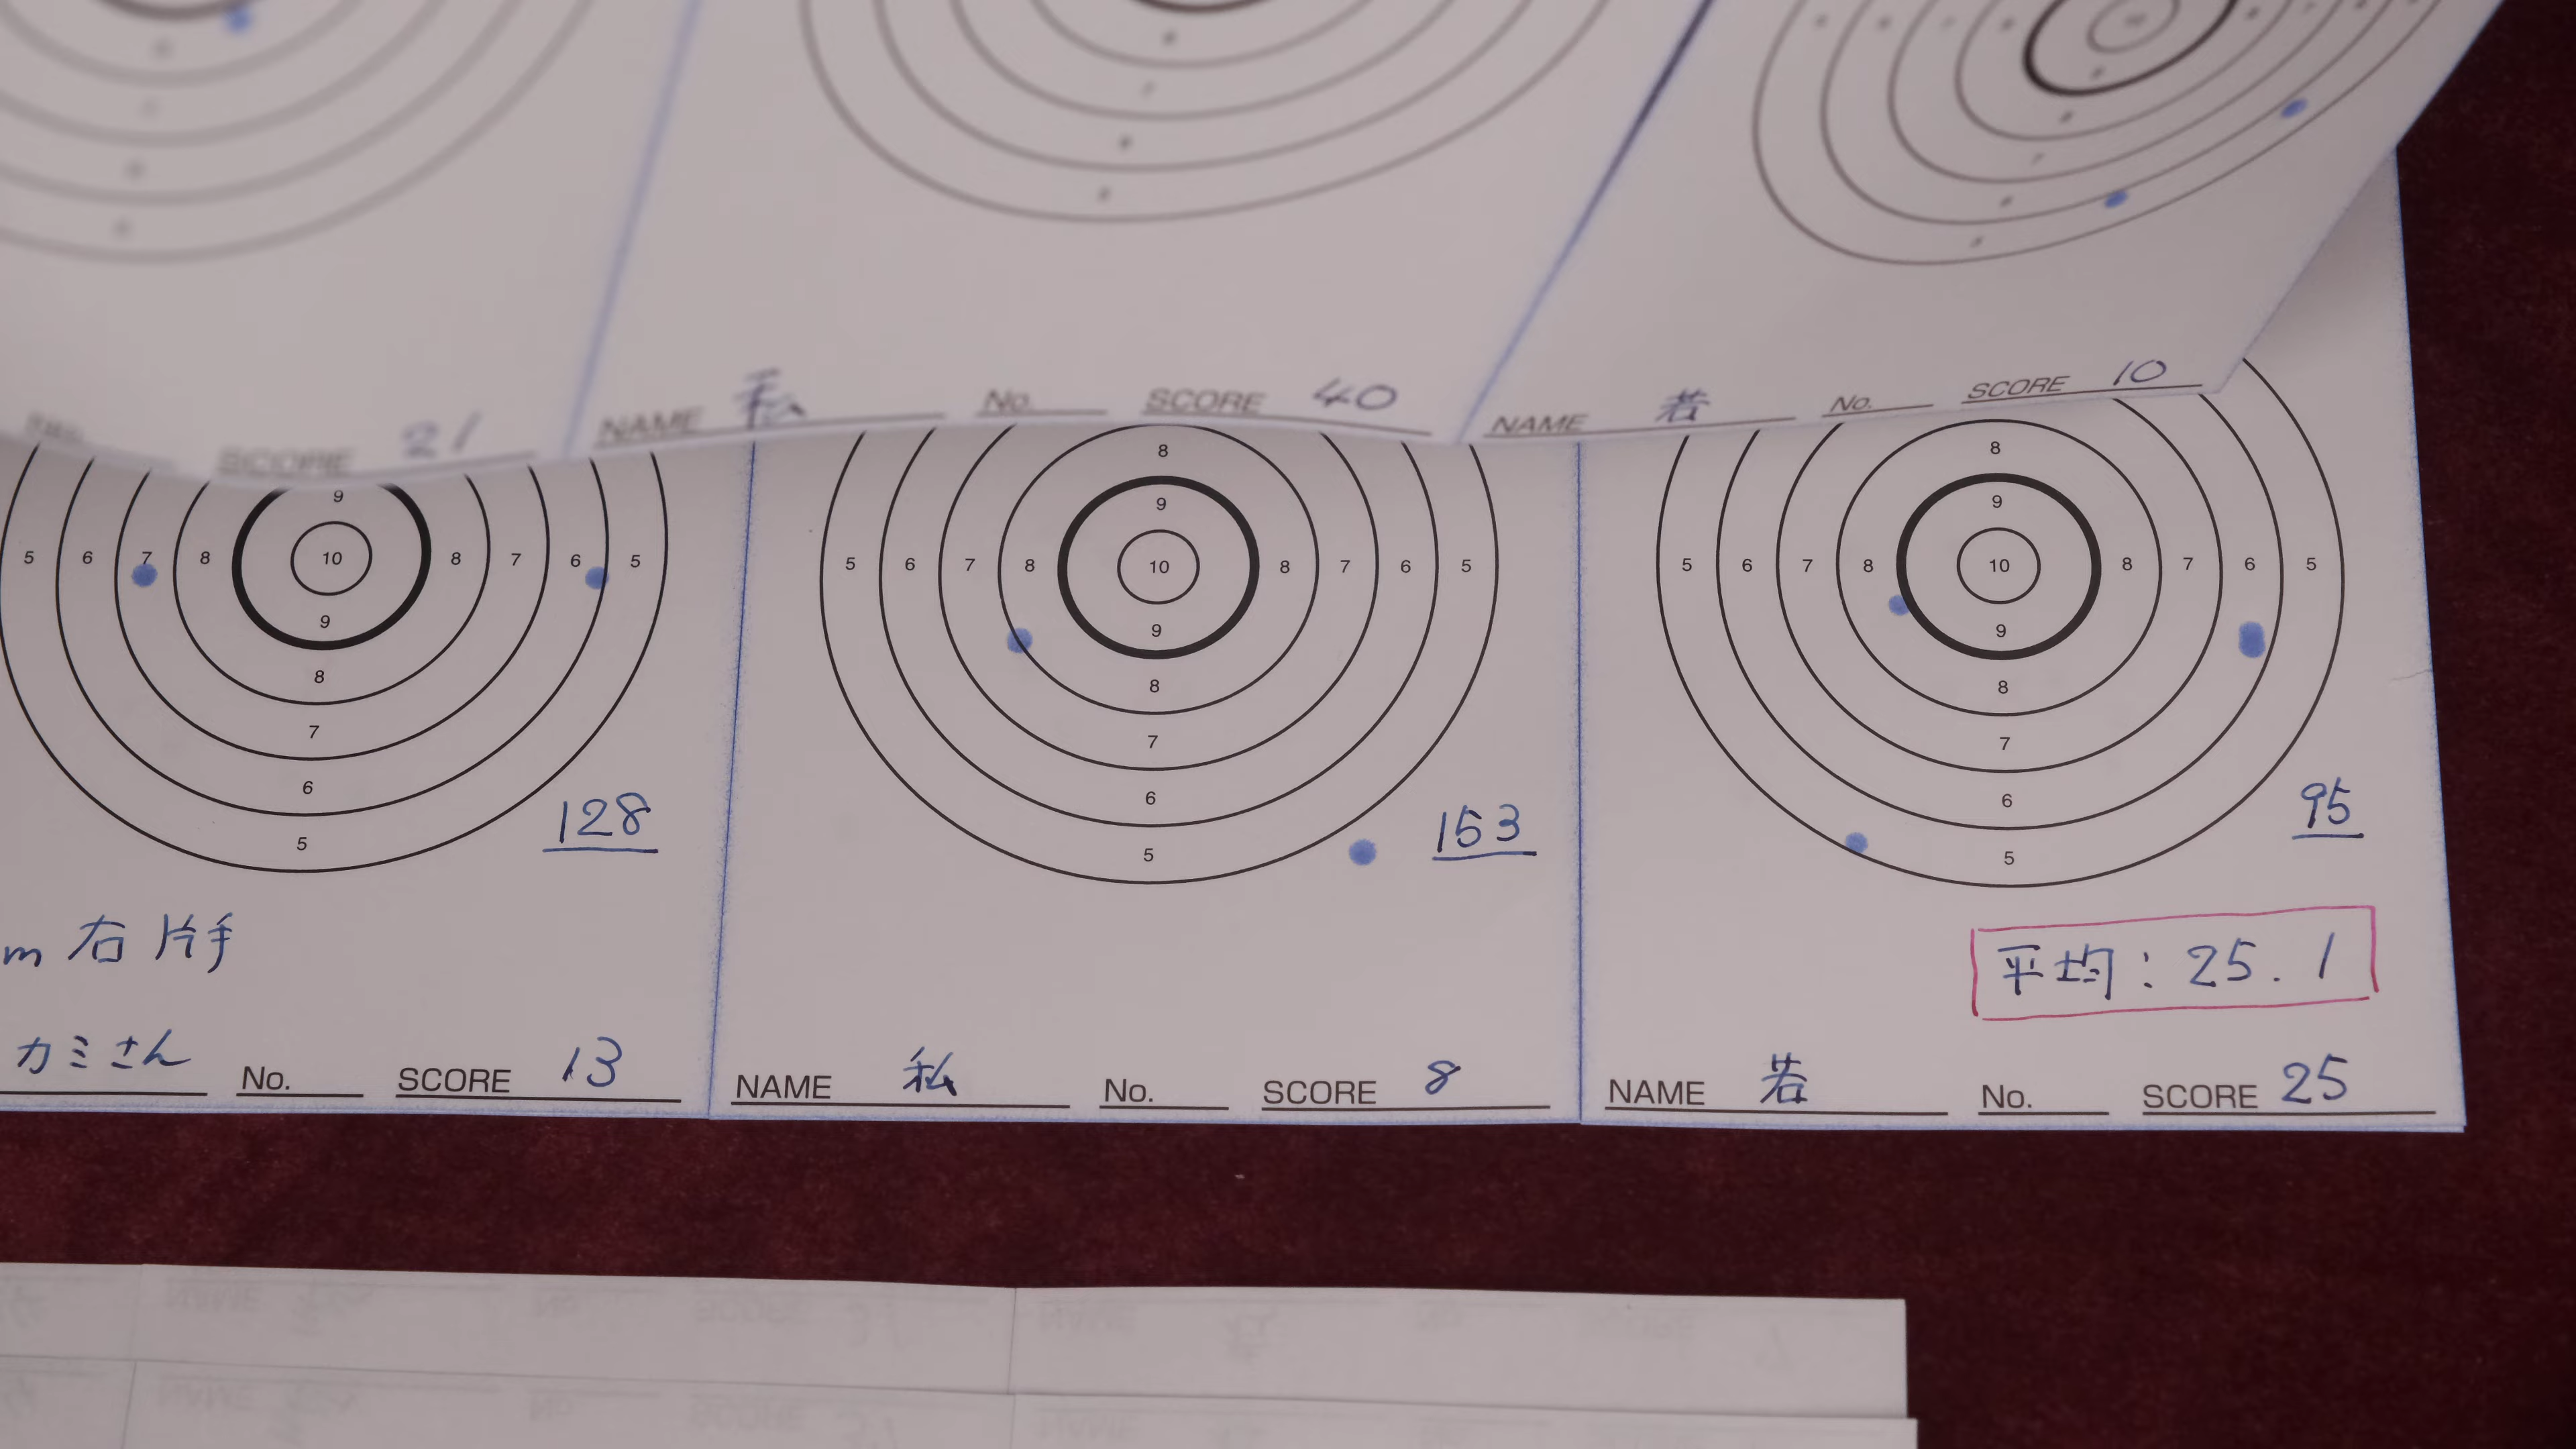 SCORE 21
NAME 私 No. SCORE 40
NAME 若 No. SCORE 10
9
5 6 7 8 10 8 7 6 5
9
8
7
6
5
128
m 右片手
カミさん No. SCORE 13
8
9
5 6 7 8 10 8 7 6 5
9
8
7
6
5
153
NAME 私 No. SCORE 8
8
9
5 6 7 8 10 8 7 6 5
9
8
7
6
5
95
平均: 25.1
NAME 若 No. SCORE 25